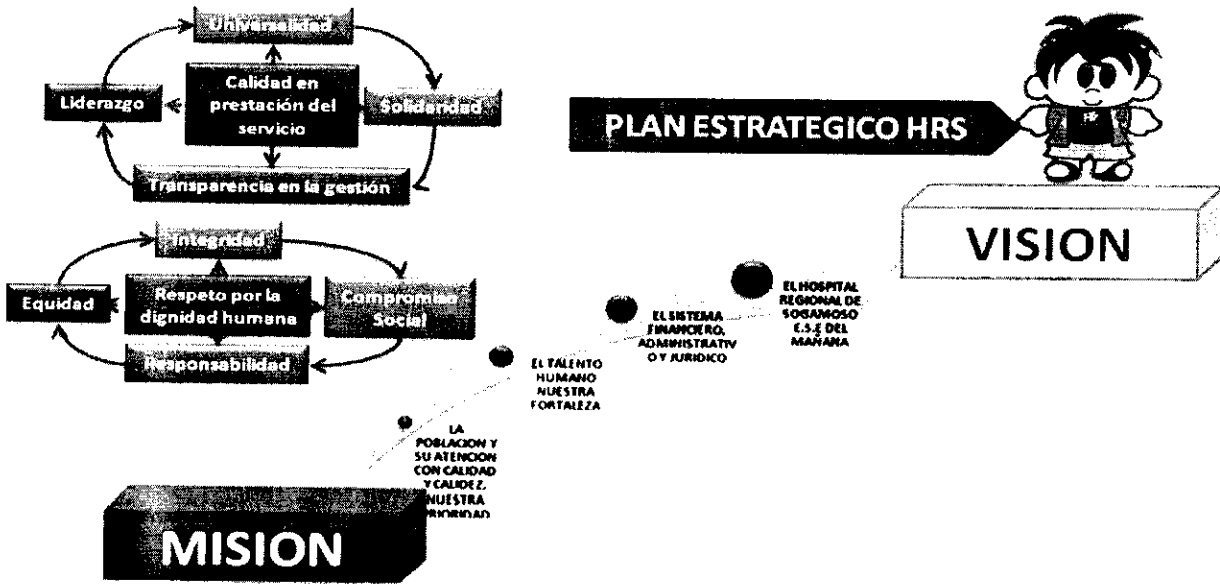 Universalidad
Liderazgo
Calidad en
prestación del
servicio
Solidaridad
Transparencia en la gestión
PLAN ESTRATEGICO HRS
VISION
Integridad
Equidad
Respeto por la
dignidad humana
Compromiso
Social
Responsabilidad
EL HOSPITAL
REGIONAL DE
SOGAMOSO
E.S.E DEL
MAÑANA
EL SISTEMA
FINANCIERO,
ADMINISTRATIV
O Y JURIDICO
EL TALENTO
HUMANO
NUESTRA
FORTALEZA
LA
POBLACION Y
SU ATENCION
CON CALIDAD
Y CALIDEZ,
NUESTRA
PRIORIDAD
MISION